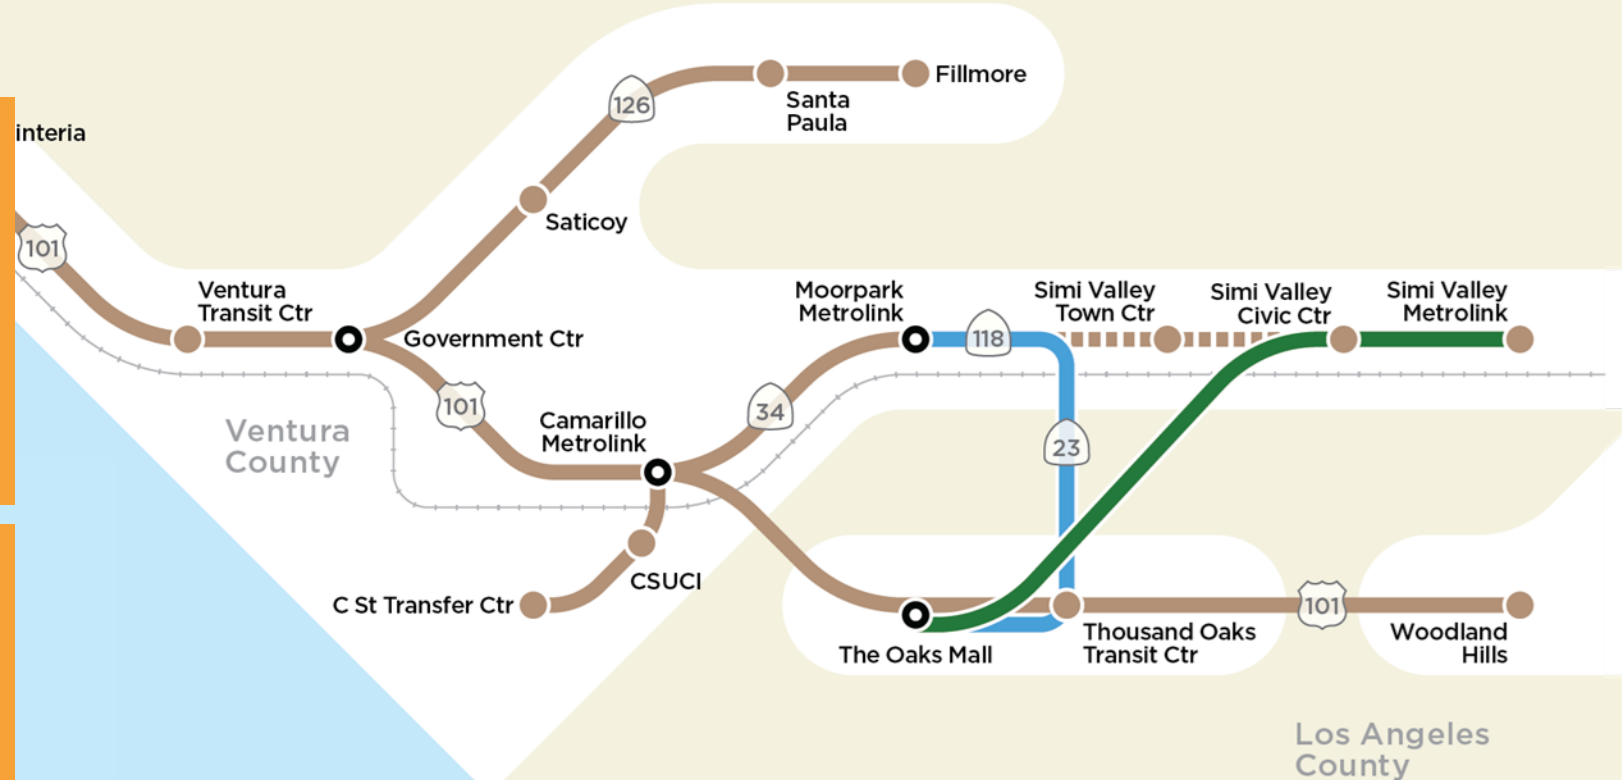 Fillmore
126
Santa
Paula
interia
Saticoy
101
Ventura
Transit Ctr
Government Ctr
Moorpark
Metrolink
118
Simi Valley
Town Ctr
Simi Valley
Civic Ctr
Simi Valley
Metrolink
101
34
Camarillo
Metrolink
23
Ventura
County
CSUCI
C St Transfer Ctr
101
The Oaks Mall
Thousand Oaks
Transit Ctr
Woodland
Hills
Los Angeles
County